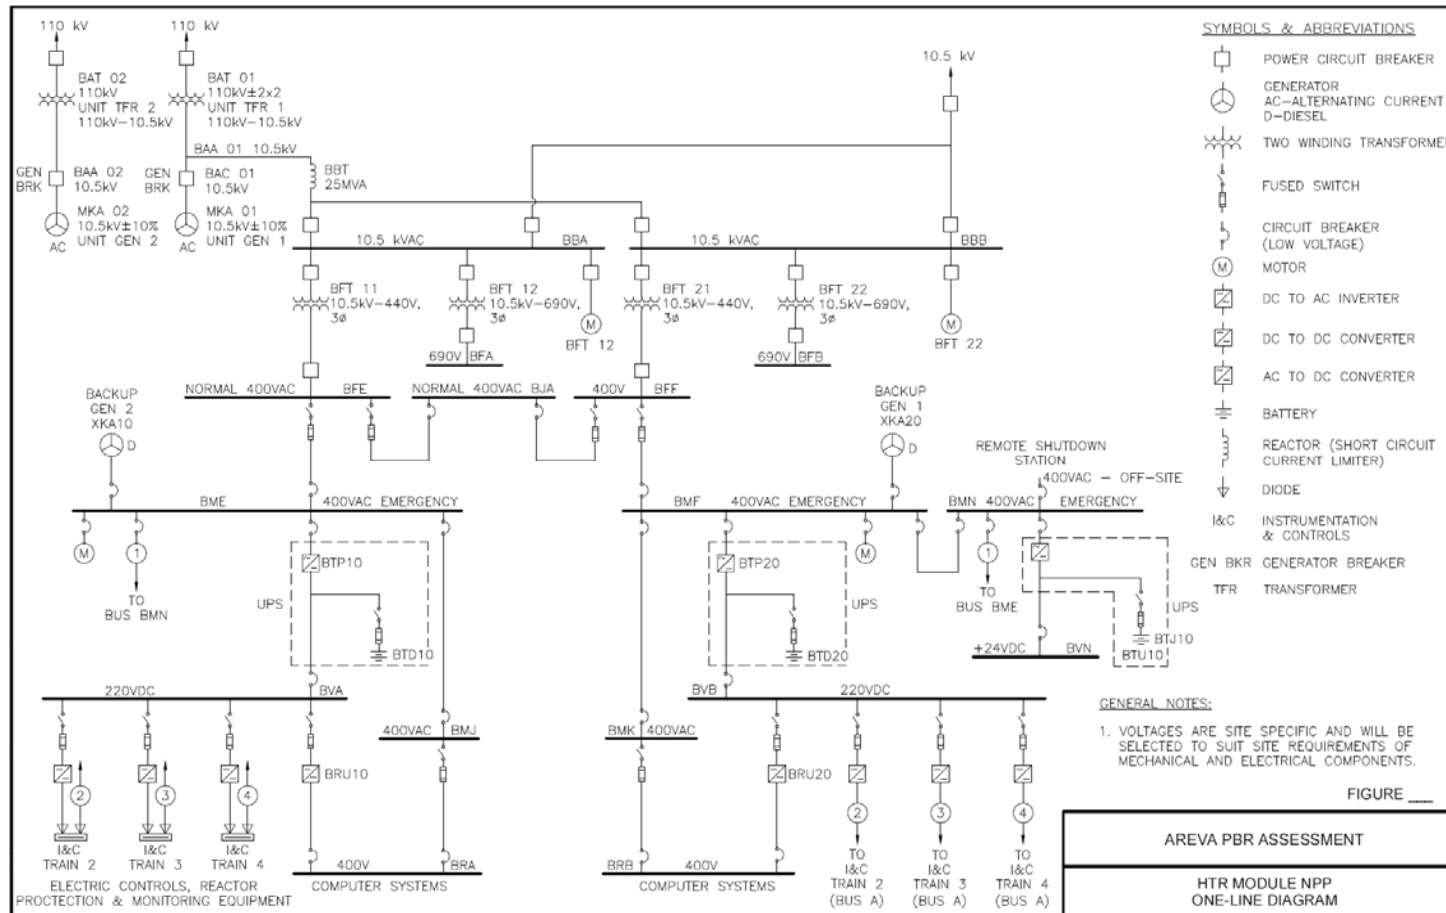 110 kV
110 kV
BAT 02
110kV
UNIT TFR 2
110kV-10.5kV
BAT 01
110kV±2x2
UNIT TFR 1
110kV-10.5kV
10.5 kV
BAA 01 10.5kV
BBT
25MVA
GEN
BRK
BAA 02
10.5kV
GEN
BRK
BAC 01
10.5kV
MKA 02
10.5kV±10%
UNIT GEN 2
AC
MKA 01
10.5kV±10%
UNIT GEN 1
AC
10.5 kVAC
BBA
10.5 kVAC
BBB
BFT 11
10.5kV-440V,
3ø
BFT 12
10.5kV-690V,
3ø
M
BFT 12
BFT 21
10.5kV-440V,
3ø
BFT 22
10.5kV-690V,
3ø
M
BFT 22
690V BFA
690V BFB
NORMAL 400VAC
BFE
NORMAL 400VAC BJA
400V
BFF
BACKUP
GEN 2
XKA10
D
BACKUP
GEN 1
XKA20
D
REMOTE SHUTDOWN
STATION
400VAC - OFF-SITE
BME
400VAC EMERGENCY
BMF
400VAC EMERGENCY
BMN 400VAC EMERGENCY
M
1
TO
BUS BMN
BTP10
UPS
BTD10
BTP20
UPS
BTD20
M
1
TO
BUS BME
UPS
BTJ10
BTU10
+24VDC
BVN
220VDC
BVA
BVB
220VDC
400VAC BMJ
BMK 400VAC
2
3
4
BRU10
BRU20
2
3
4
I&C
TRAIN 2
I&C
TRAIN 3
I&C
TRAIN 4
ELECTRIC CONTROLS, REACTOR
PROCTECTION & MONITORING EQUIPMENT
400V
BRA
COMPUTER SYSTEMS
BRB
400V
COMPUTER SYSTEMS
TO
I&C
TRAIN 2
(BUS A)
TO
I&C
TRAIN 3
(BUS A)
TO
I&C
TRAIN 4
(BUS A)
SYMBOLS & ABBREVIATIONS
POWER CIRCUIT BREAKER
GENERATOR
AC-ALTERNATING CURRENT
D-DIESEL
TWO WINDING TRANSFORMER
FUSED SWITCH
CIRCUIT BREAKER
(LOW VOLTAGE)
M MOTOR
DC TO AC INVERTER
DC TO DC CONVERTER
AC TO DC CONVERTER
BATTERY
REACTOR (SHORT CIRCUIT
CURRENT LIMITER)
DIODE
I&C INSTRUMENTATION
& CONTROLS
GEN BKR GENERATOR BREAKER
TFR TRANSFORMER
GENERAL NOTES:
1. VOLTAGES ARE SITE SPECIFIC AND WILL BE
SELECTED TO SUIT SITE REQUIREMENTS OF
MECHANICAL AND ELECTRICAL COMPONENTS.
FIGURE ___
AREVA PBR ASSESSMENT
HTR MODULE NPP
ONE-LINE DIAGRAM